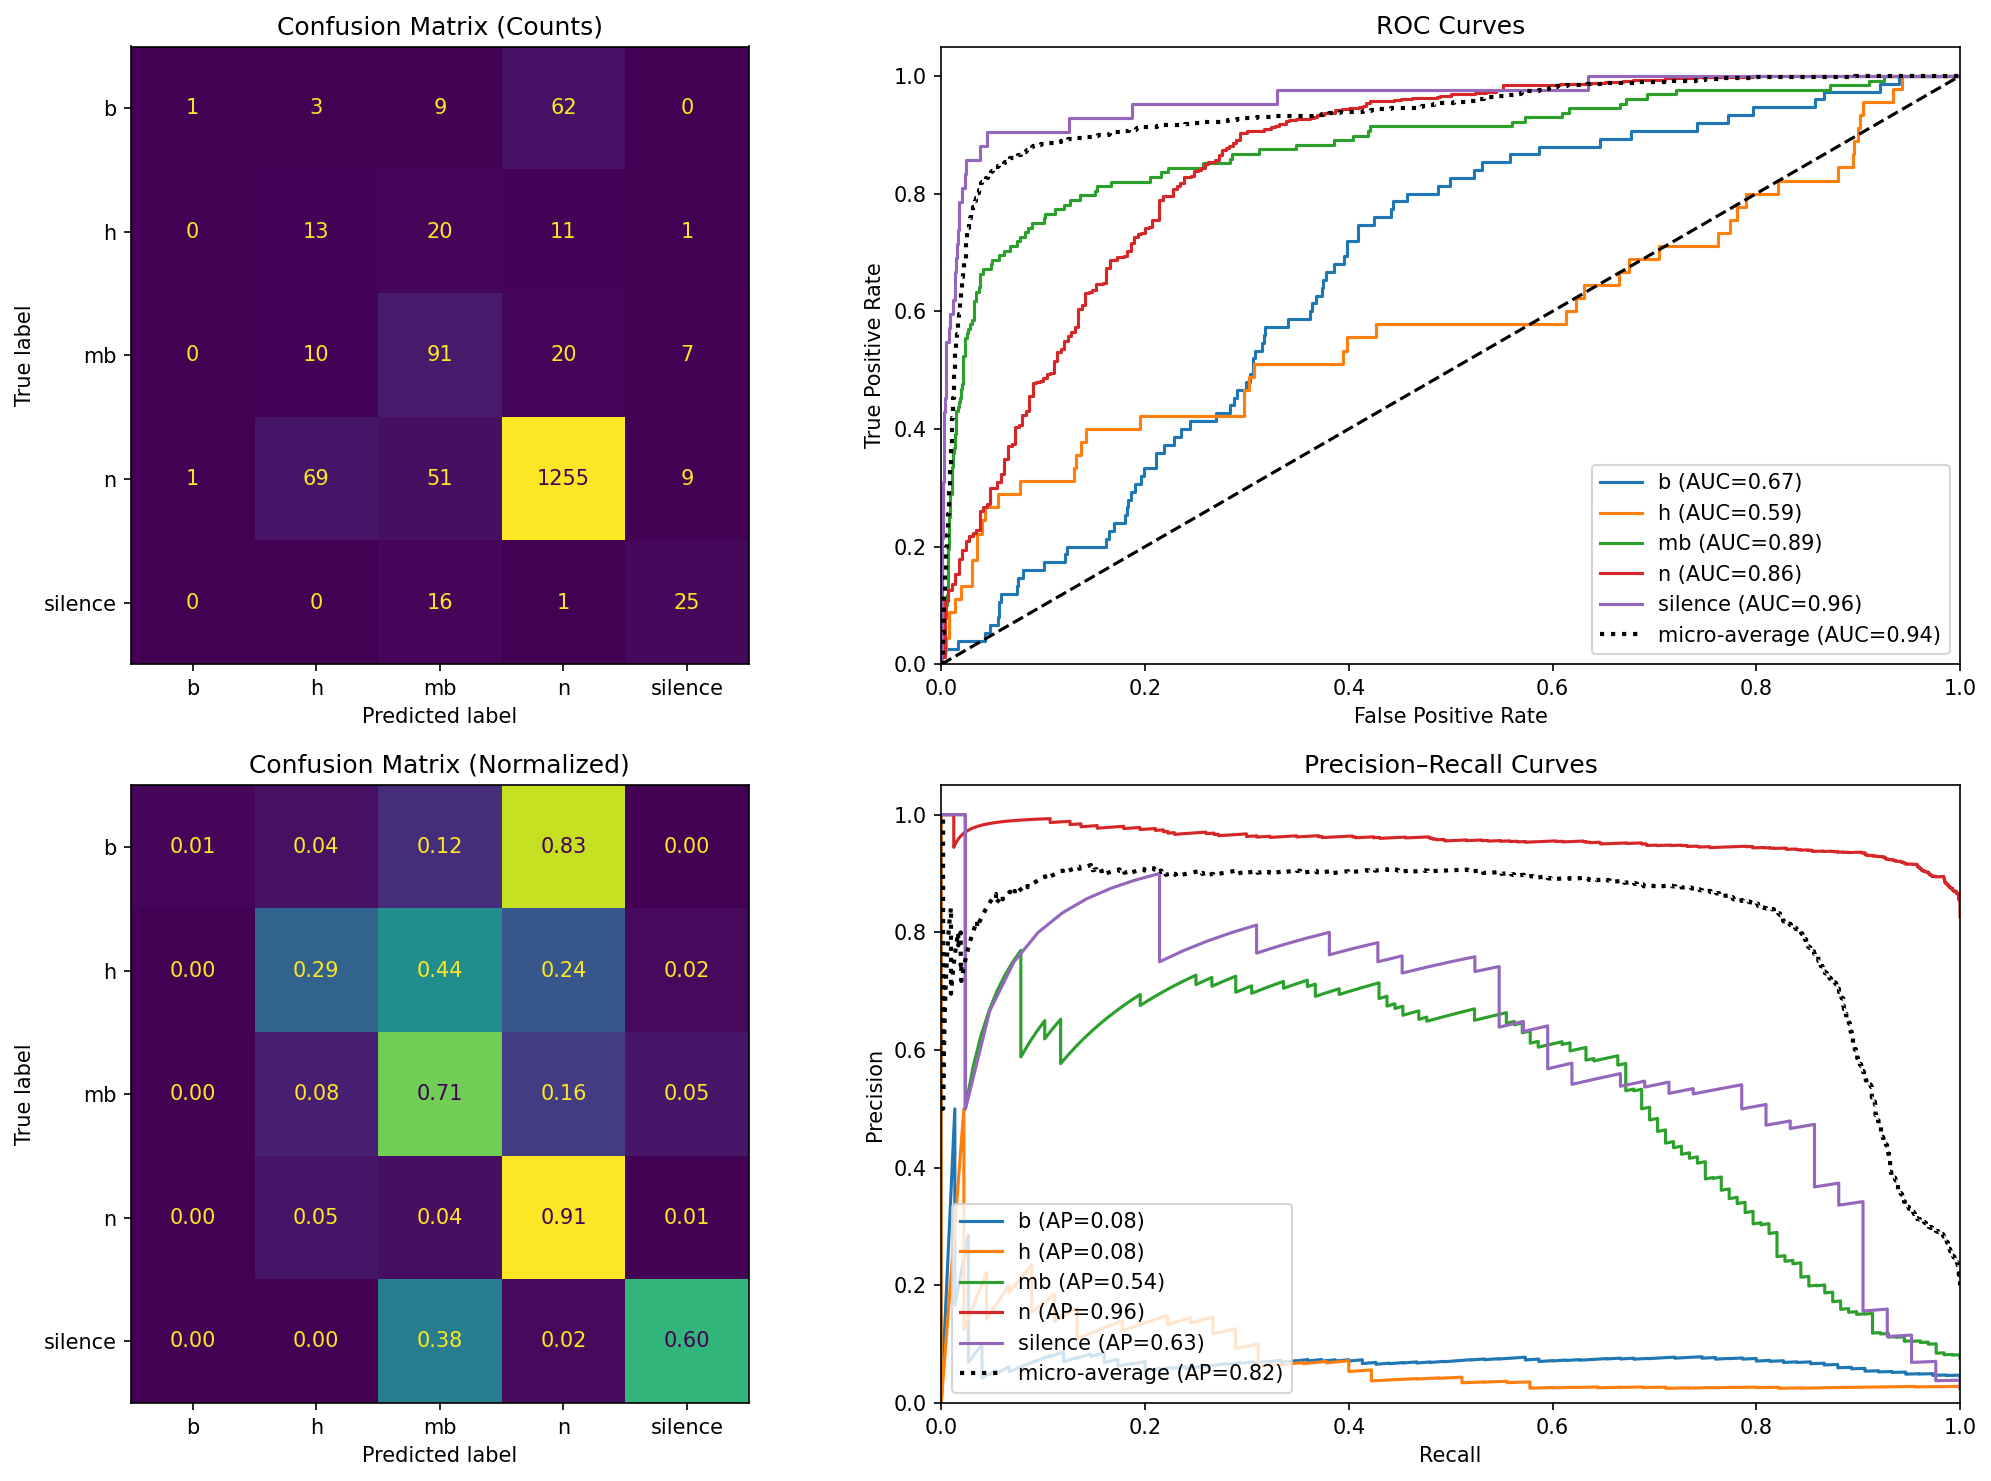 Confusion Matrix (Counts)
True label
b
h
mb
n
silence
1 3 9 62 0
0 13 20 11 1
0 10 91 20 7
1 69 51 1255 9
0 0 16 1 25
b h mb n silence
Predicted label
ROC Curves
True Positive Rate
1.0
0.8
0.6
0.4
0.2
0.0
b (AUC=0.67)
h (AUC=0.59)
mb (AUC=0.89)
n (AUC=0.86)
silence (AUC=0.96)
micro-average (AUC=0.94)
0.0 0.2 0.4 0.6 0.8 1.0
False Positive Rate
Confusion Matrix (Normalized)
True label
b
h
mb
n
silence
0.01 0.04 0.12 0.83 0.00
0.00 0.29 0.44 0.24 0.02
0.00 0.08 0.71 0.16 0.05
0.00 0.05 0.04 0.91 0.01
0.00 0.00 0.38 0.02 0.60
b h mb n silence
Predicted label
Precision–Recall Curves
Precision
1.0
0.8
0.6
0.4
0.2
0.0
b (AP=0.08)
h (AP=0.08)
mb (AP=0.54)
n (AP=0.96)
silence (AP=0.63)
micro-average (AP=0.82)
0.0 0.2 0.4 0.6 0.8 1.0
Recall